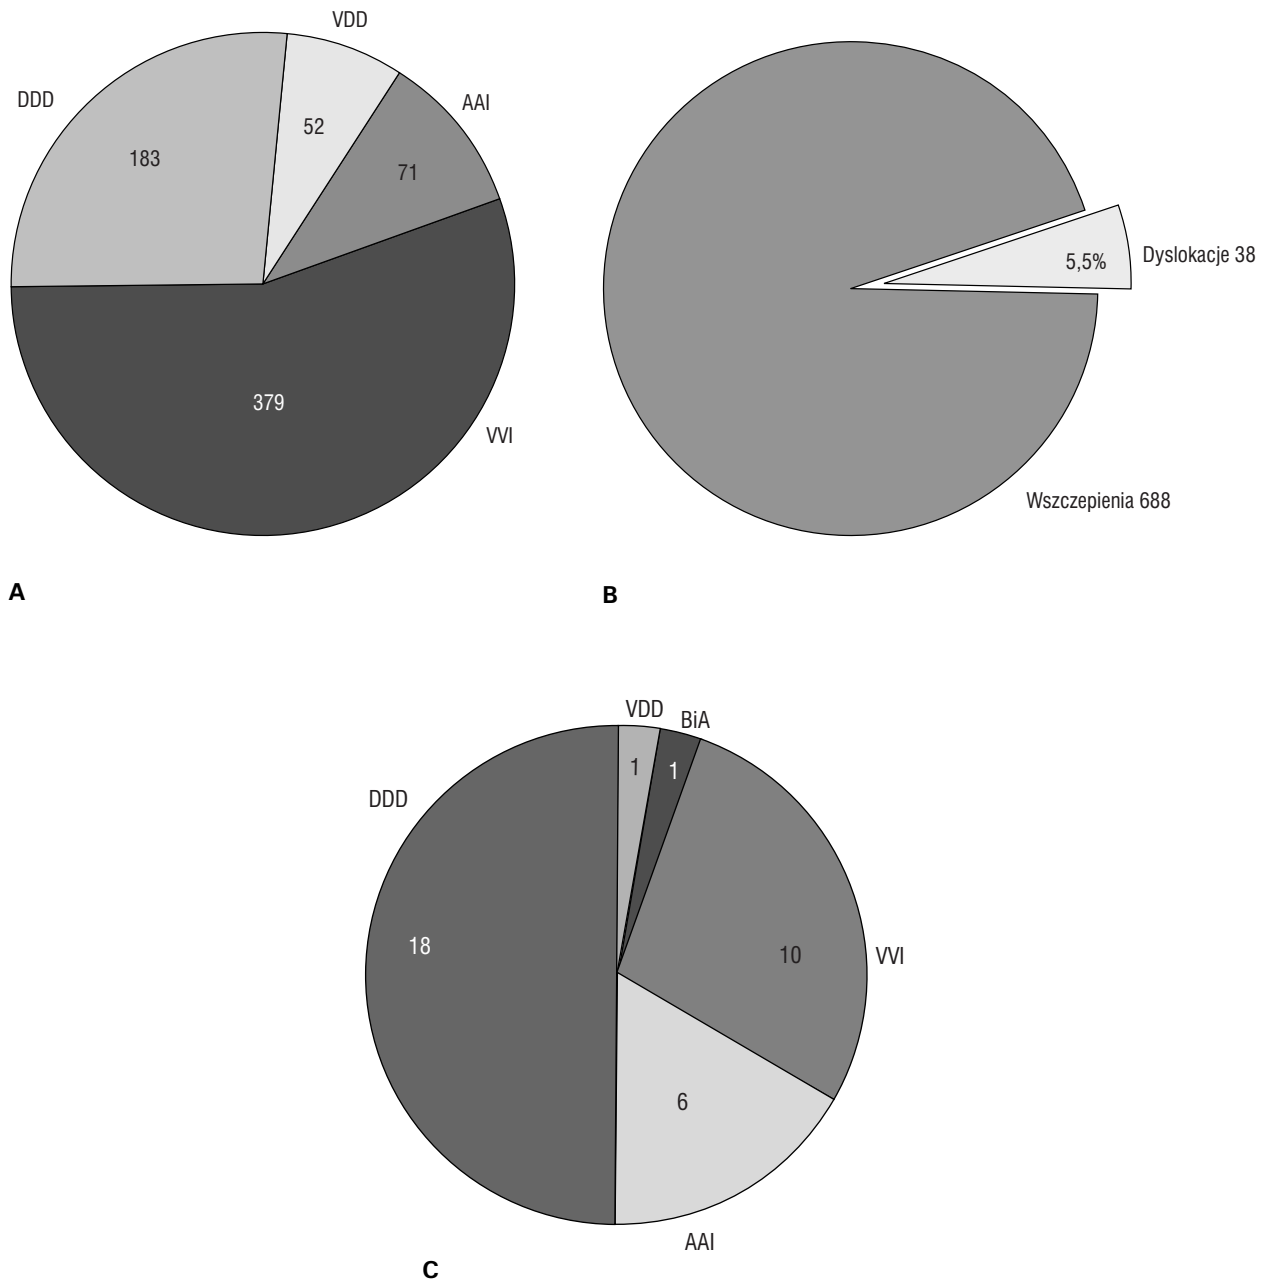 VDD
DDD
AAI
52
183
71
379
VVI
A
Dyslokacje 38
5,5%
Wszczepienia 688
B
VDD
BiA
1
1
DDD
18
10
VVI
6
AAI
C